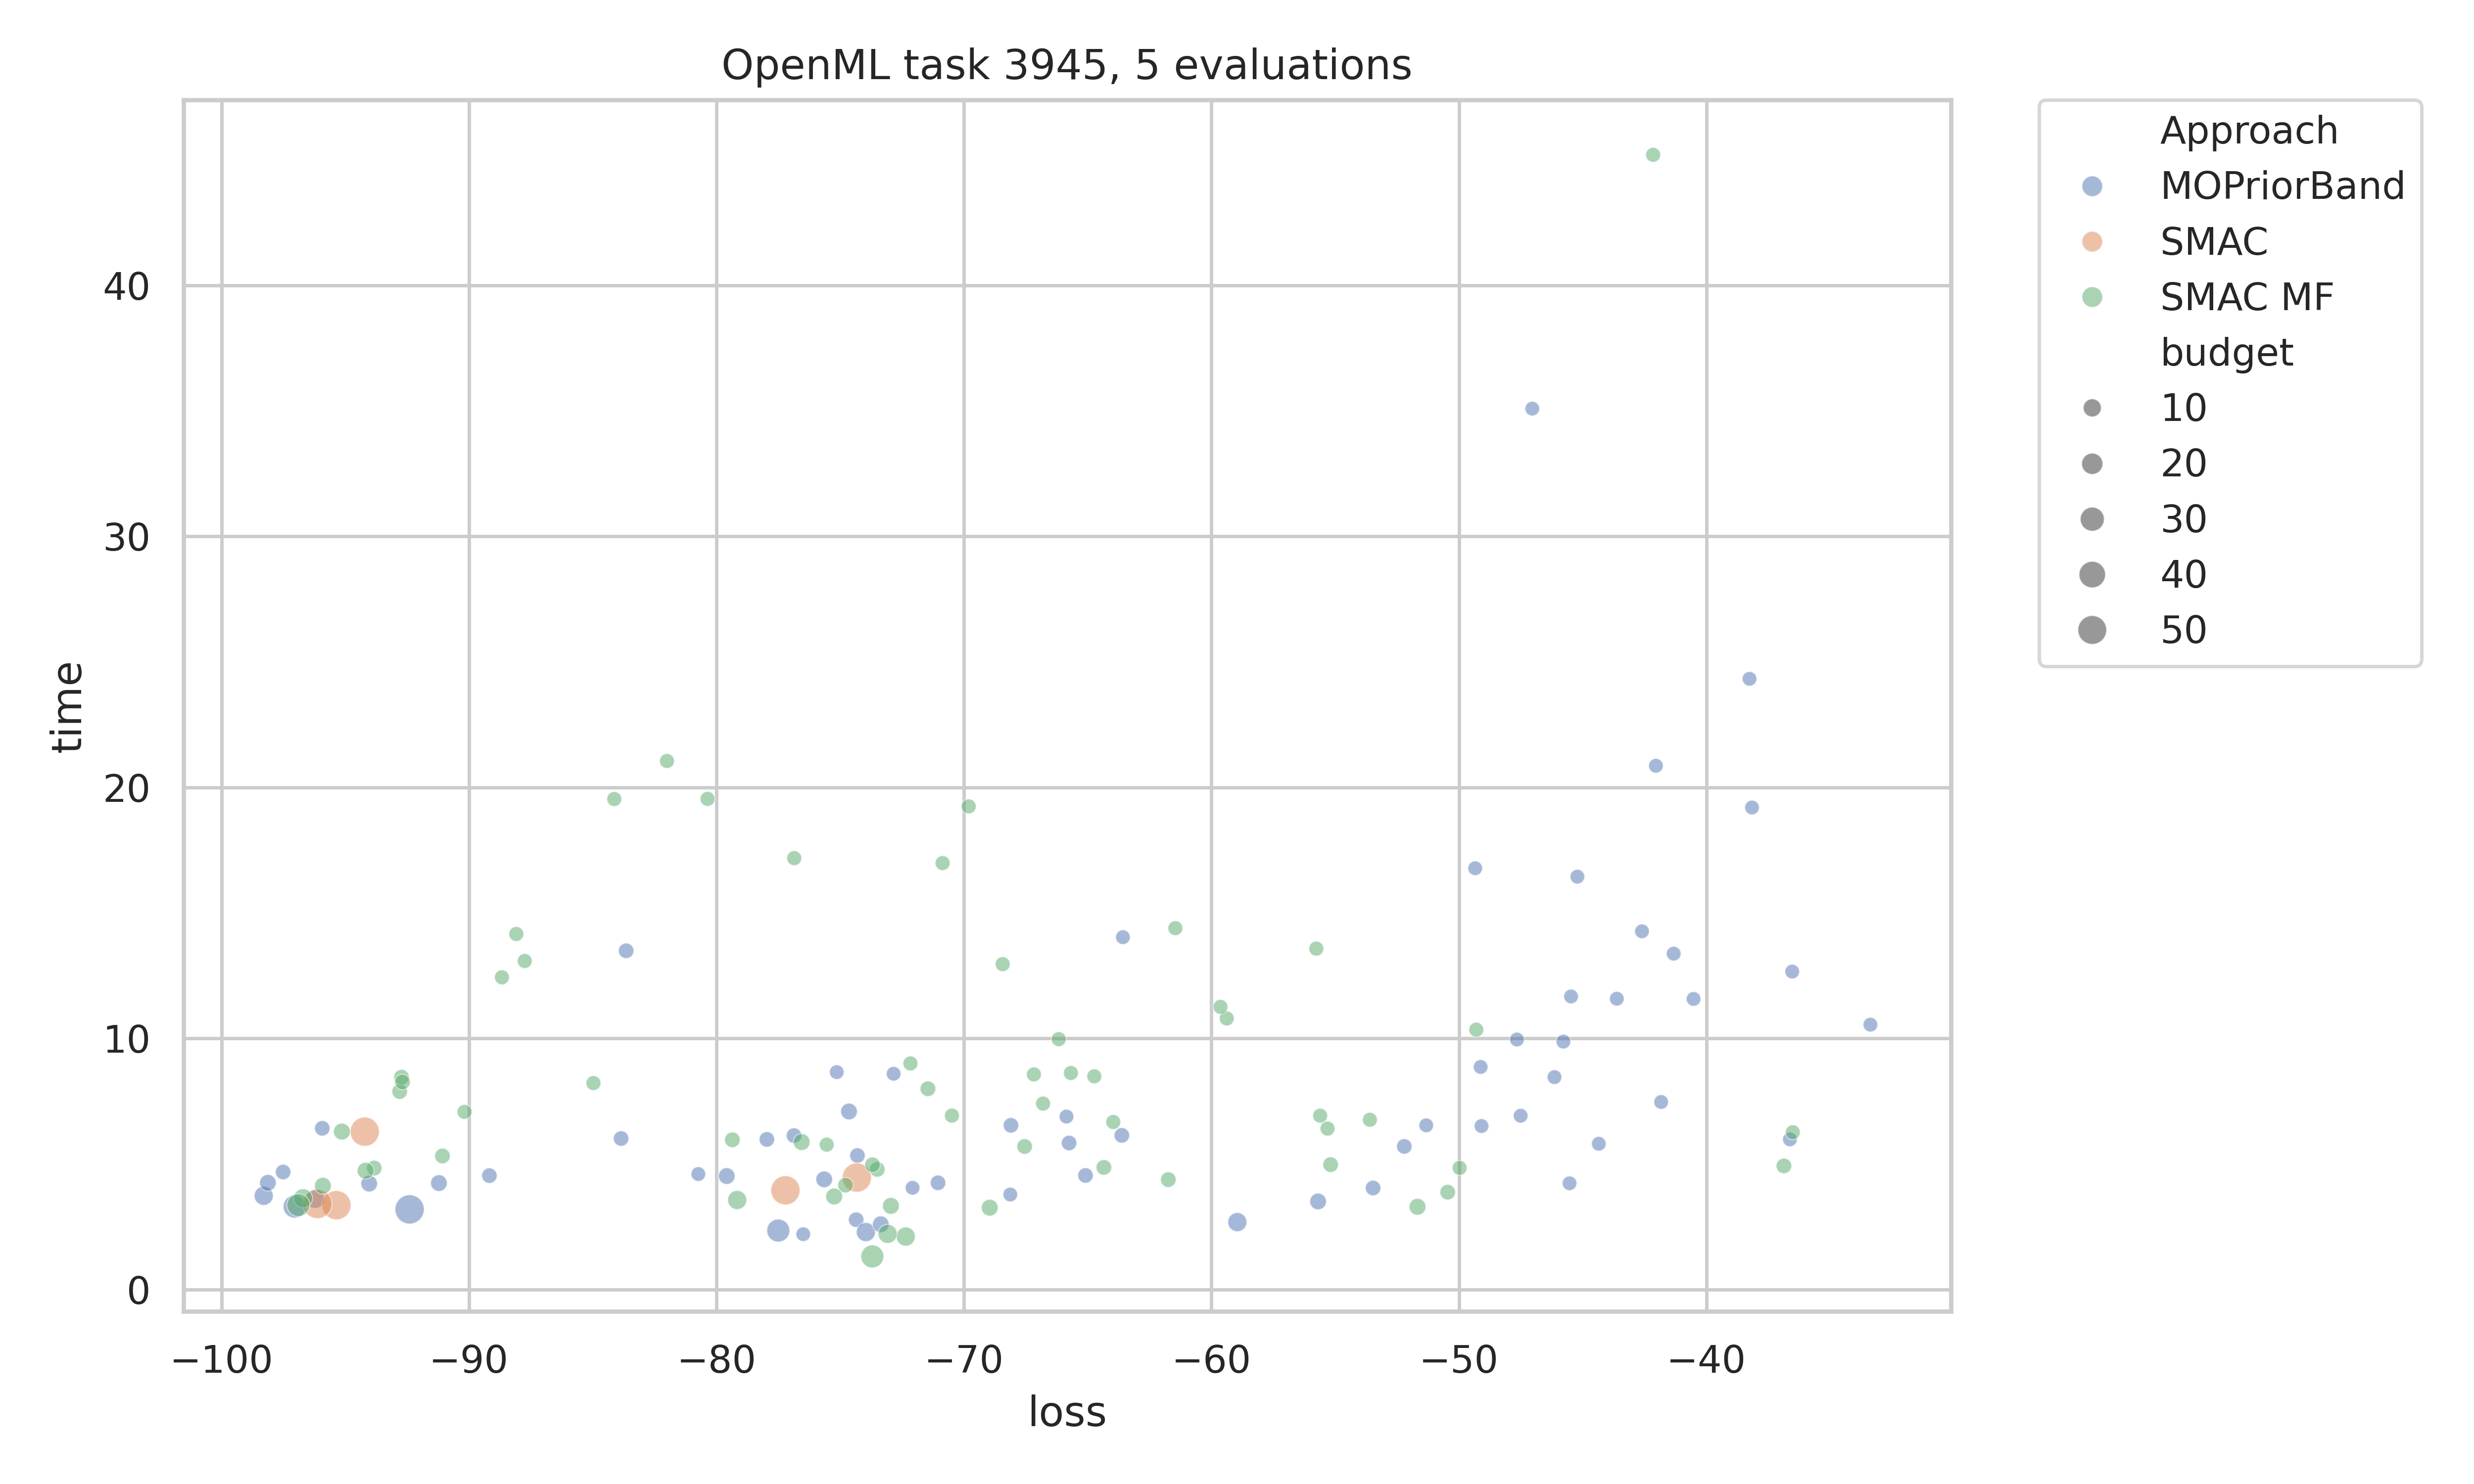 OpenML task 3945, 5 evaluations
Approach
MOPriorBand
SMAC
SMAC MF
budget
10
20
30
40
50
40
30
20
10
0
time
−100 −90 −80 −70 −60 −50 −40
loss